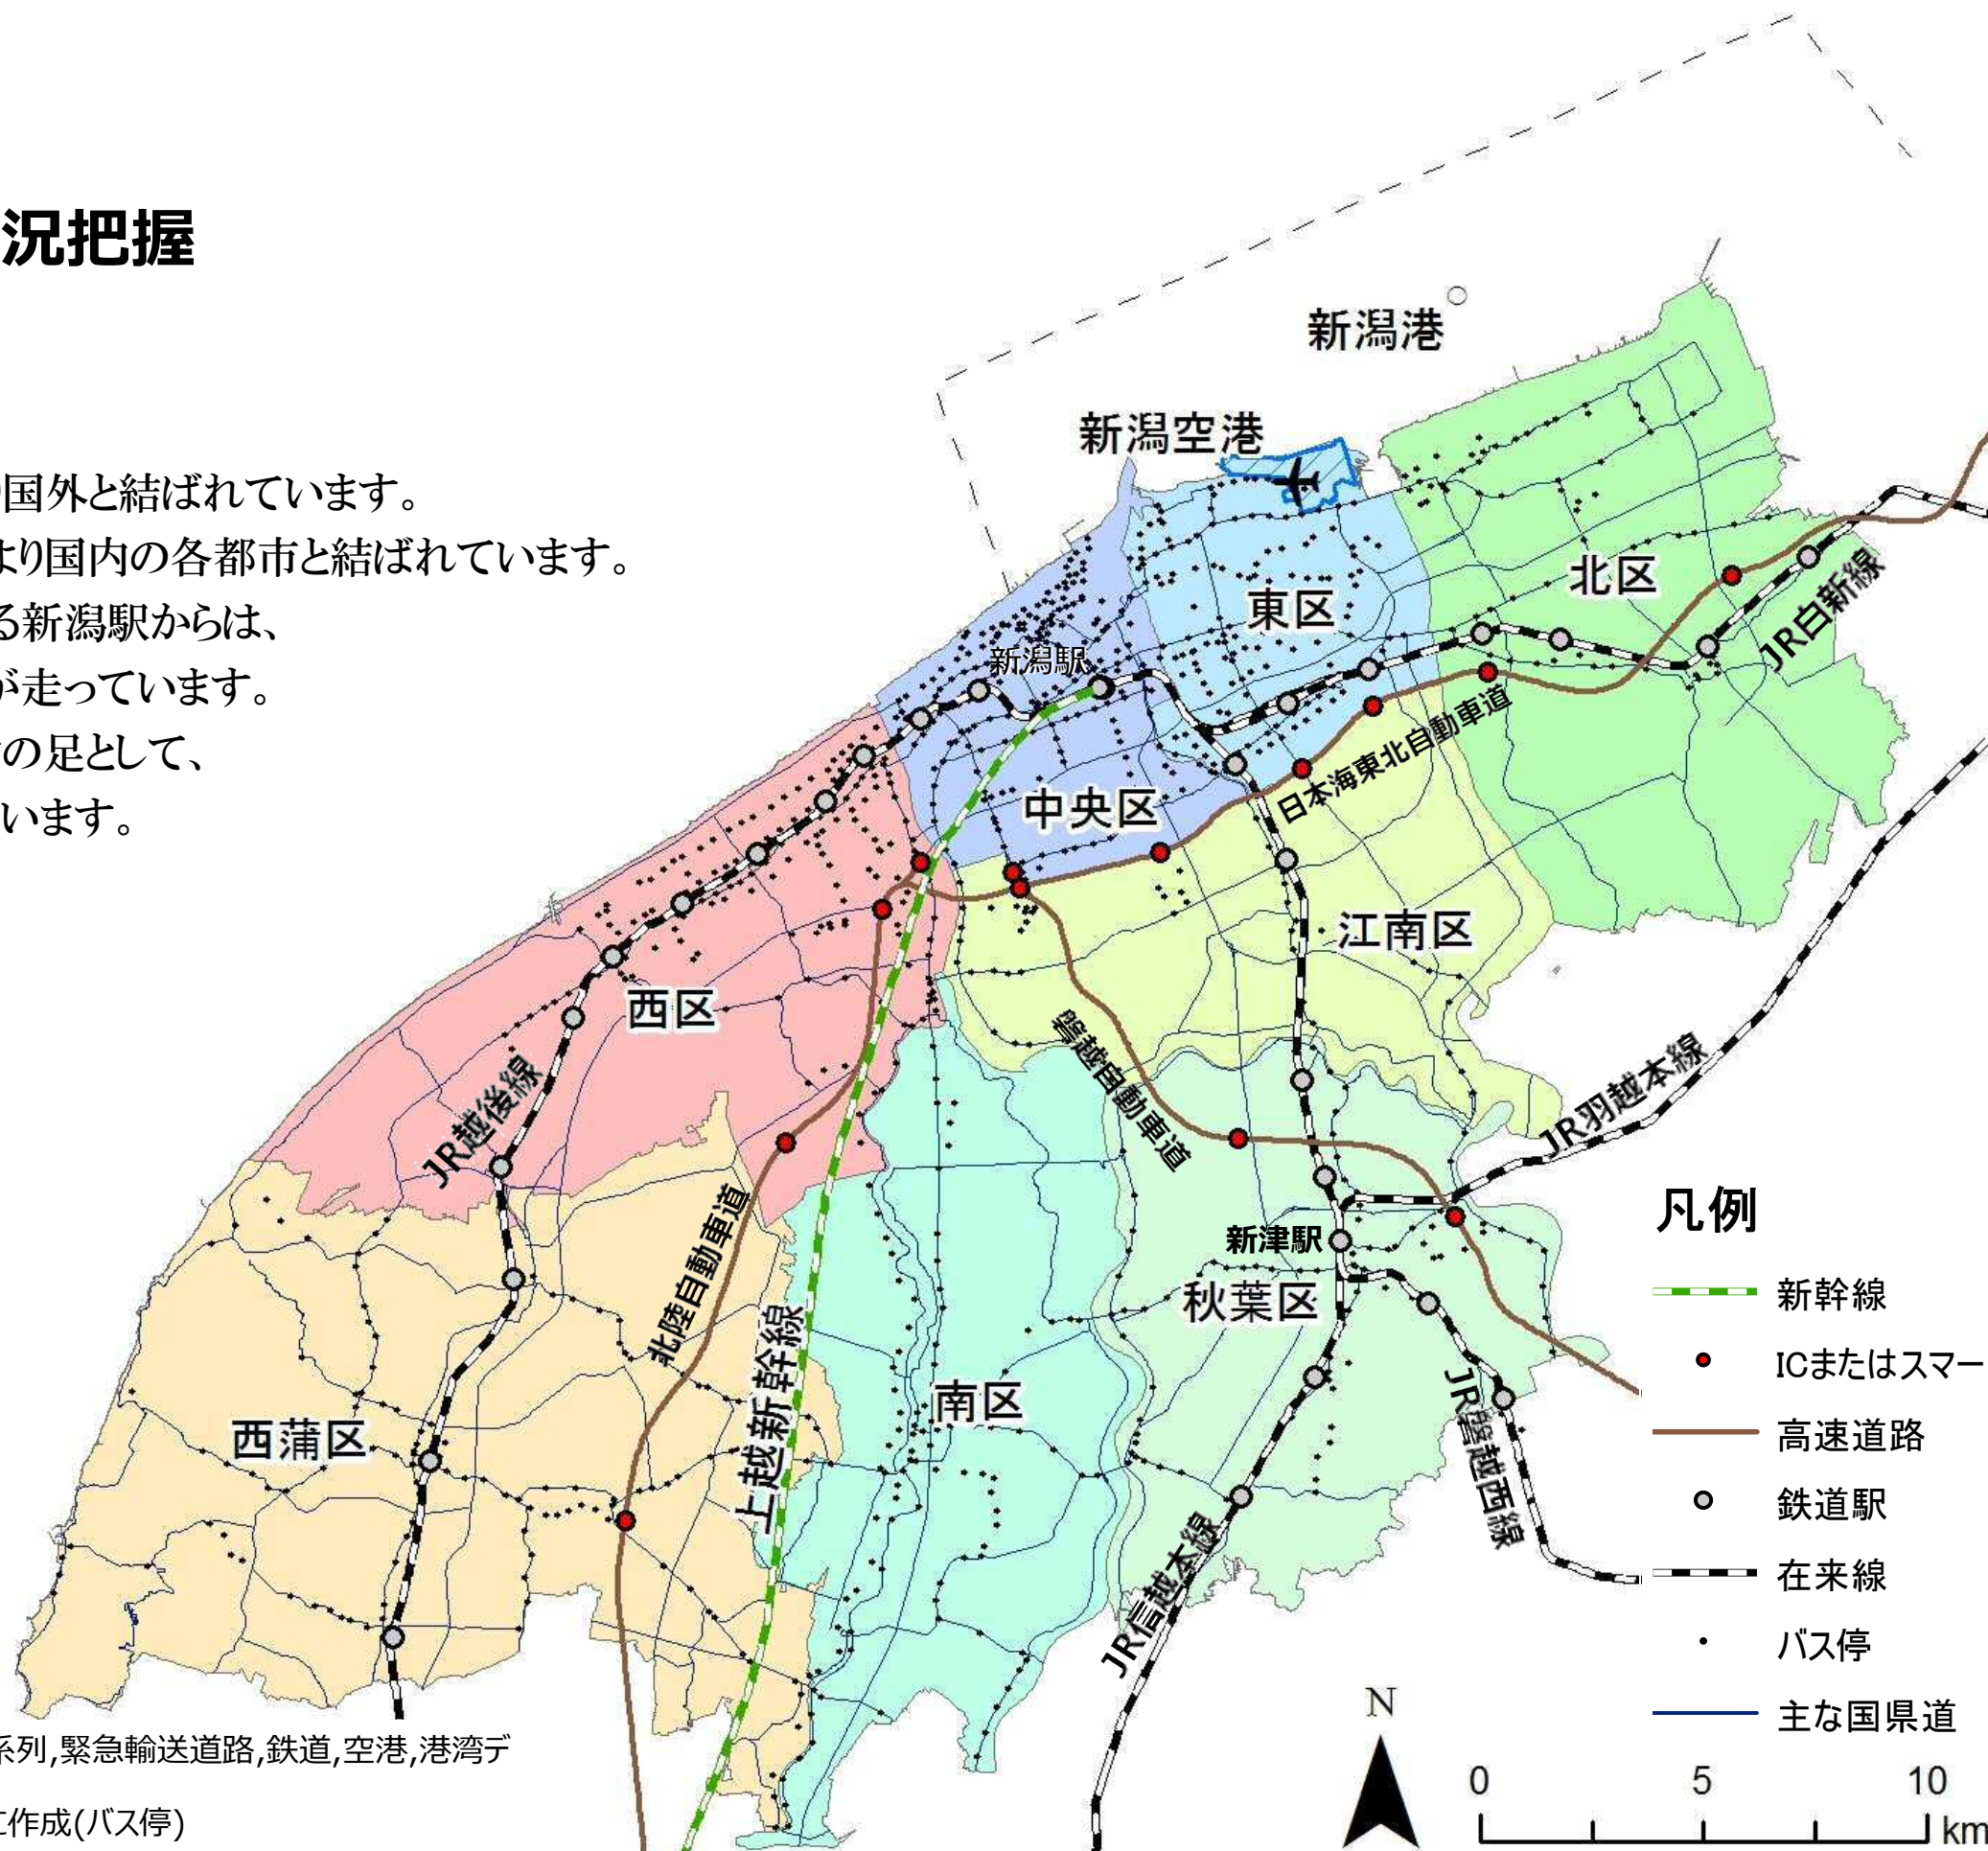 況把握
国外と結ばれています。
より国内の各都市と結ばれています。
る新潟駅からは、
が走っています。
の足として、
います。
新潟港
新潟空港
北区
東区
新潟駅
JR白新線
日本海東北自動車道
中央区
江南区
西区
磐越自動車道
JR羽越本線
JR越後線
凡例
新幹線
ICまたはスマー
高速道路
鉄道駅
在来線
バス停
主な国県道
新津駅
秋葉区
北陸自動車道
上越新幹線
南区
西蒲区
JR磐越西線
JR信越本線
N
0 5 10
km
系列,緊急輸送道路,鉄道,空港,港湾デ
作成(バス停)